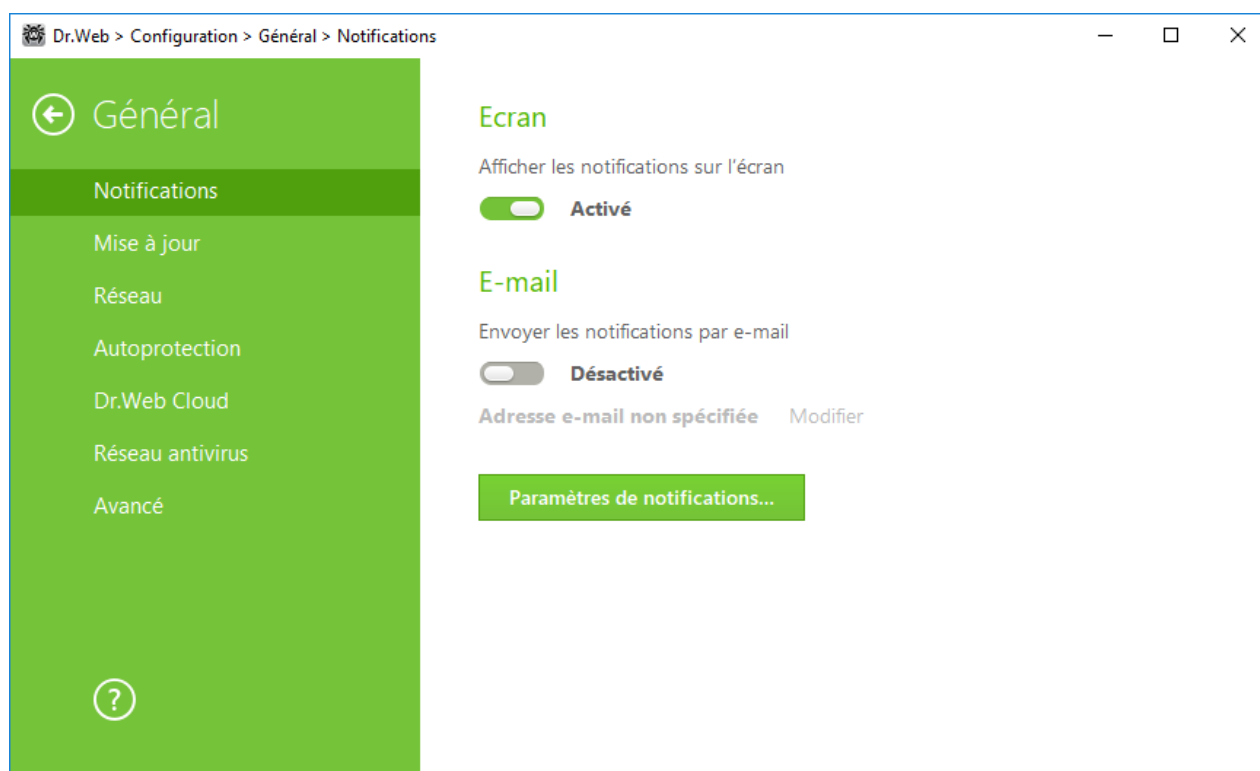 Dr.Web > Configuration > Général > Notifications
Général
Notifications
Mise à jour
Réseau
Autoprotection
Dr.Web Cloud
Réseau antivirus
Avancé
?
Ecran
Afficher les notifications sur l'écran
Activé
E-mail
Envoyer les notifications par e-mail
Désactivé
Adresse e-mail non spécifiée Modifier
Paramètres de notifications...